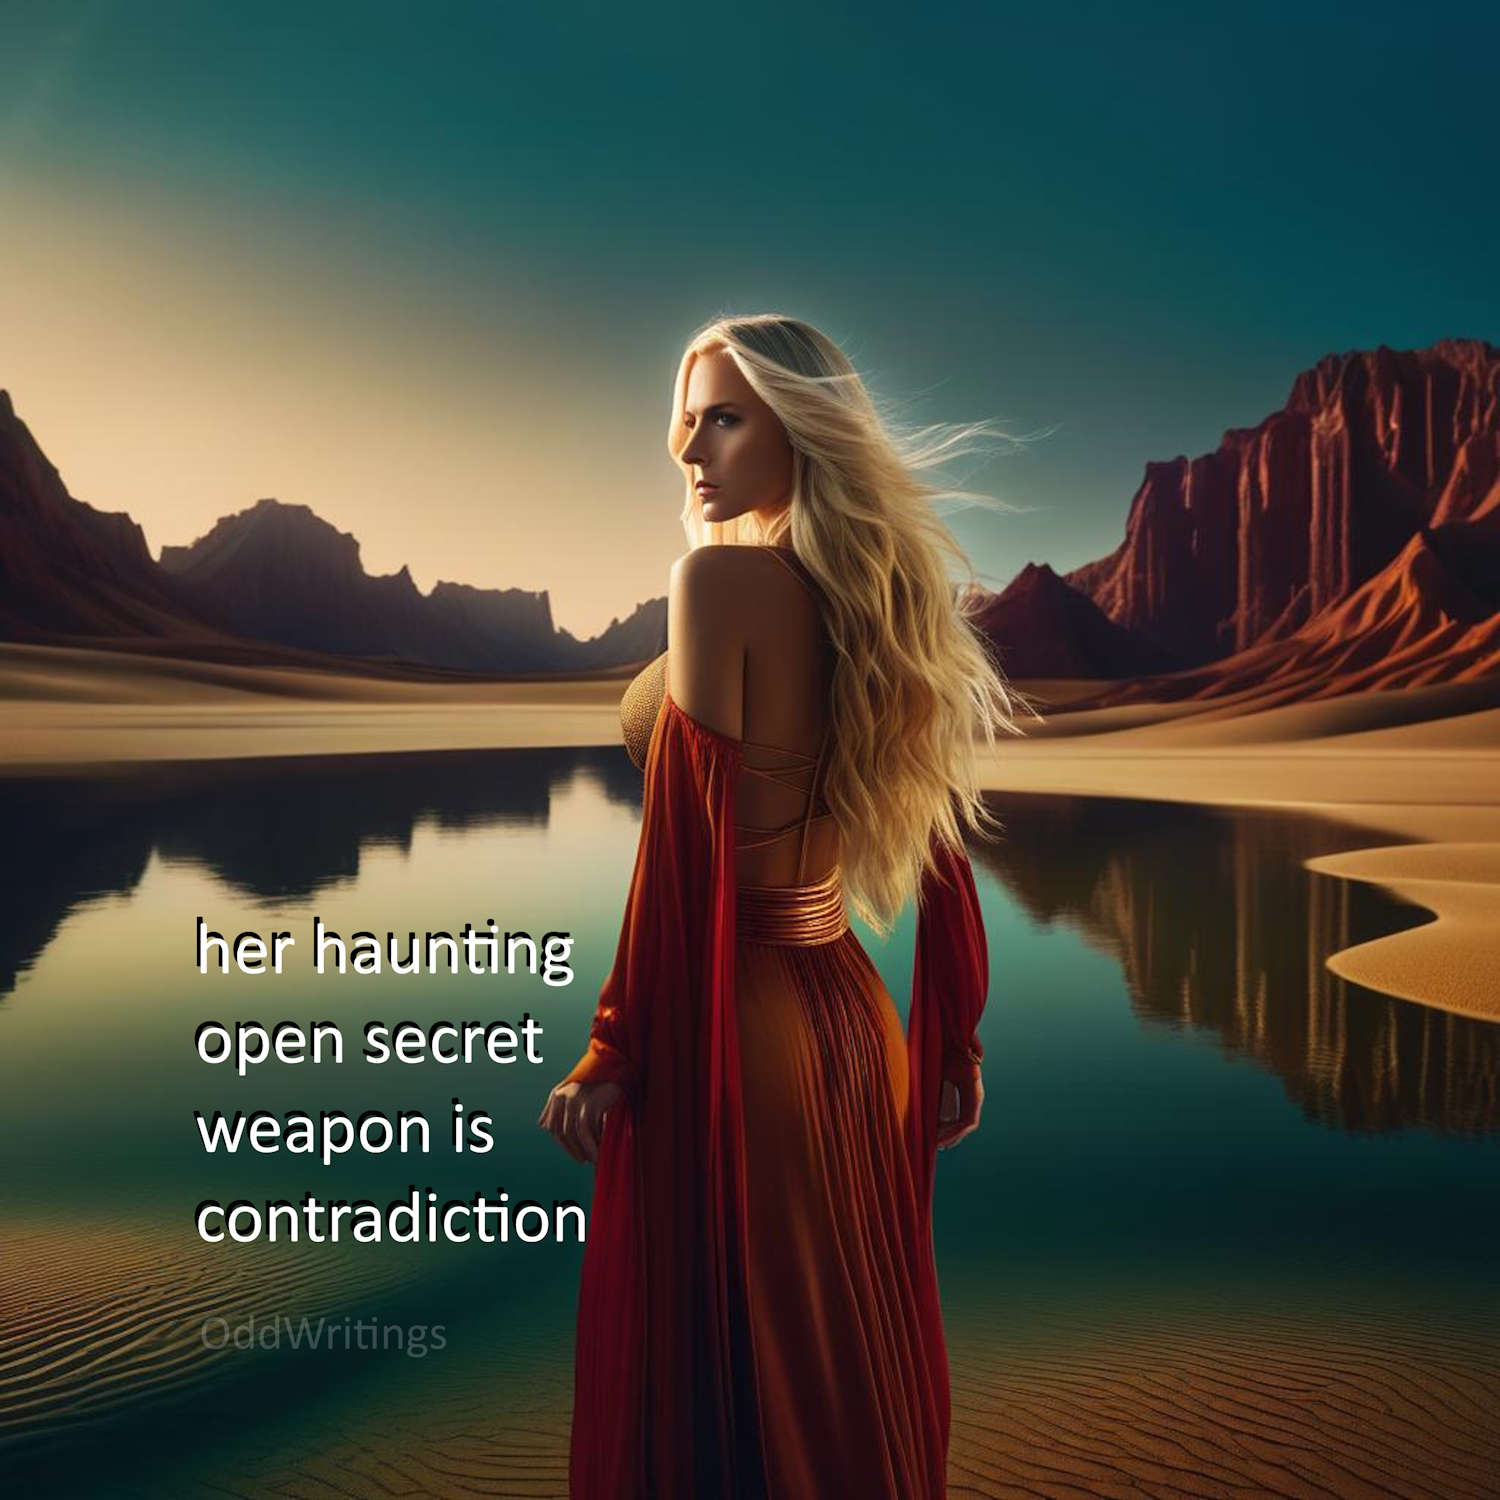 her haunting
open secret
weapon is
contradiction
OddWritings